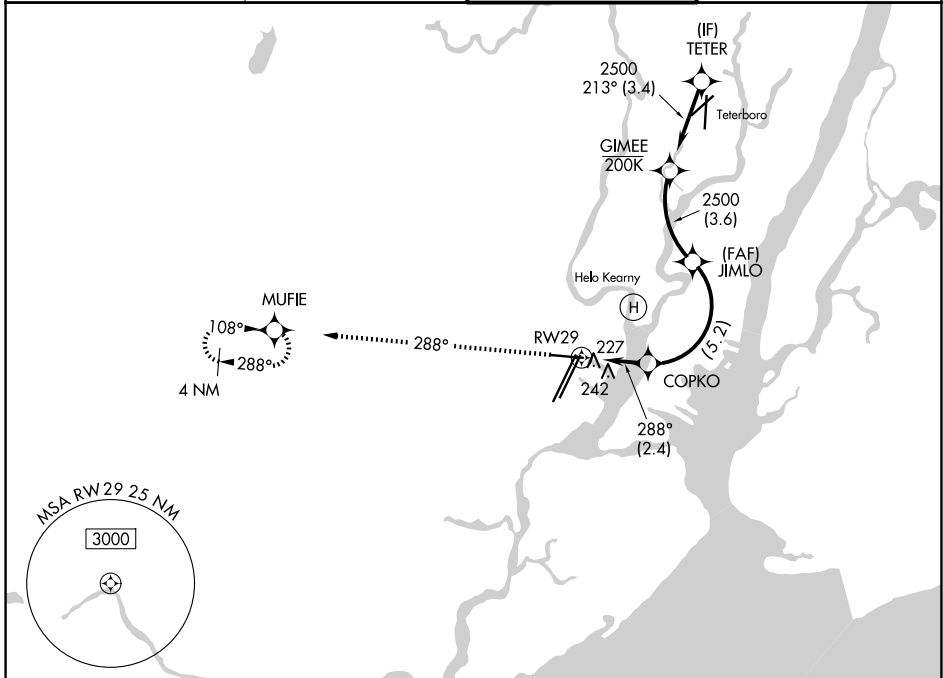 (IF)
TETER
2500
213° (3.4)
Teterboro
GIMEE
200K
2500
(3.6)
(FAF)
JIMLO
Helo Kearny
H
MUFIE
108°
288°
4 NM
288°
RW29
227
242
(5.2)
COPKO
288°
(2.4)
MSA RW29 25 NM
3000